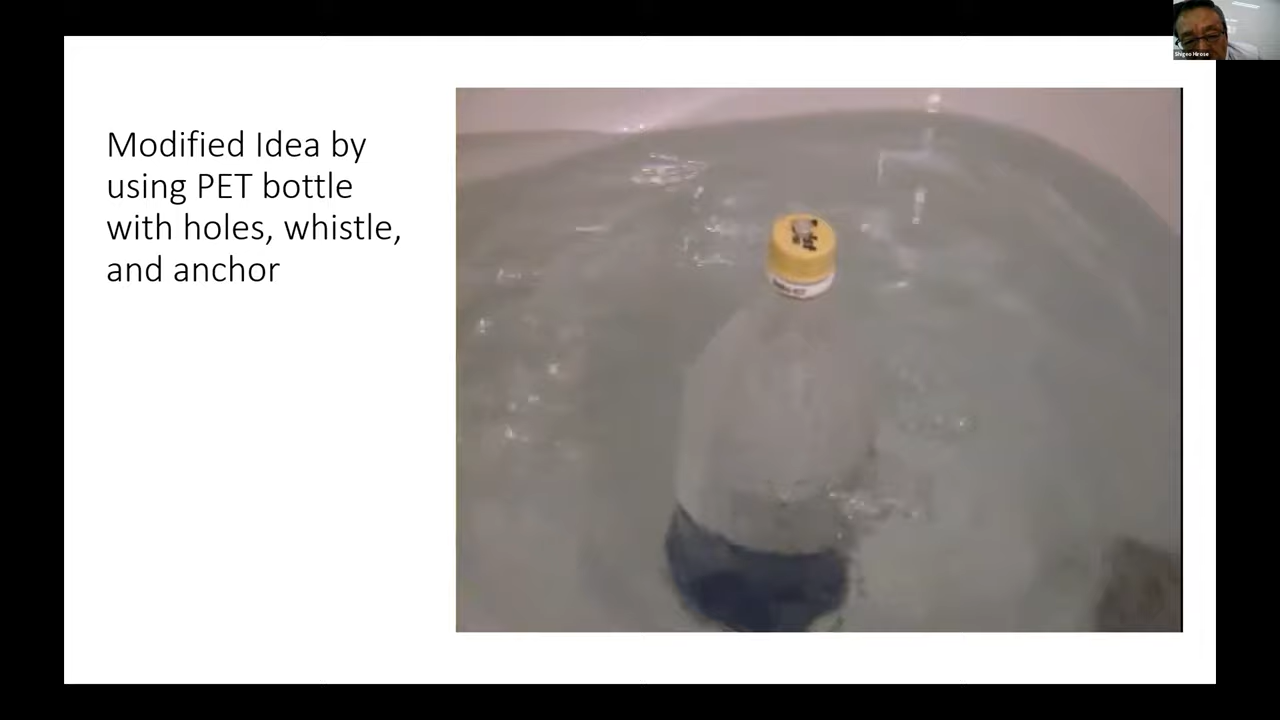 Modified Idea by
using PET bottle
with holes, whistle,
and anchor
Shigeo Hirose